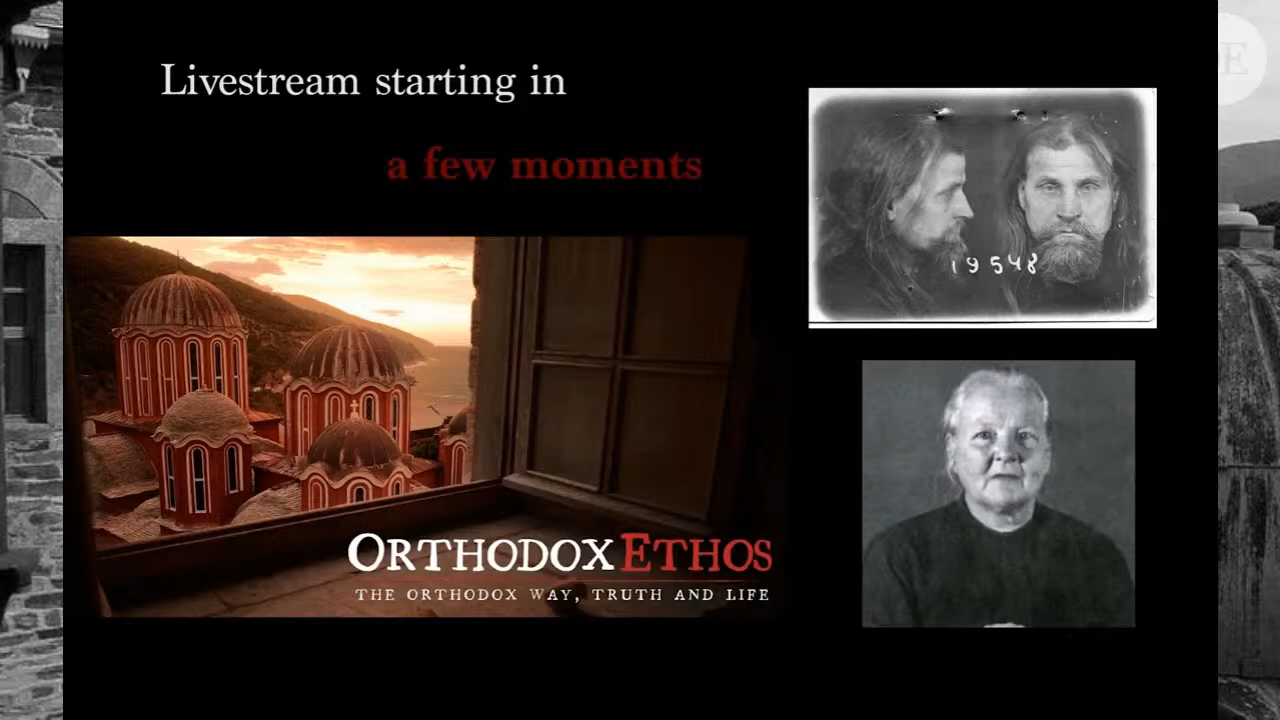 Livestream starting in
a few moments
19548
ORTHODOX ETHOS
THE ORTHODOX WAY, TRUTH AND LIFE